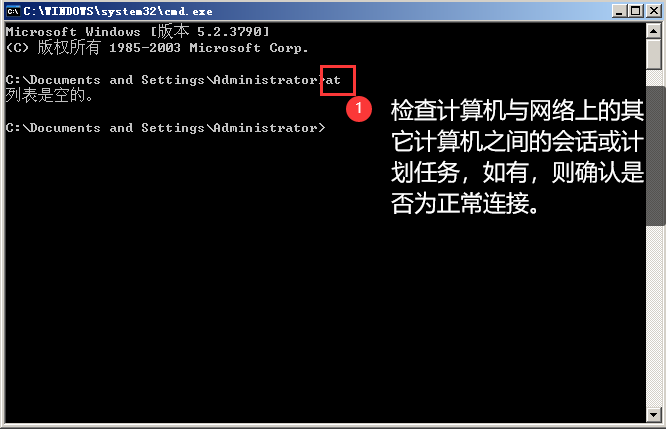 C:\WINDOWS\system32\cmd.exe
Microsoft Windows [版本 5.2.3790]
(C) 版权所有 1985-2003 Microsoft Corp.
C:\Documents and Settings\Administrator>at
列表是空的。
C:\Documents and Settings\Administrator>
1
检查计算机与网络上的其
它计算机之间的会话或计
划任务，如有，则确认是
否为正常连接。